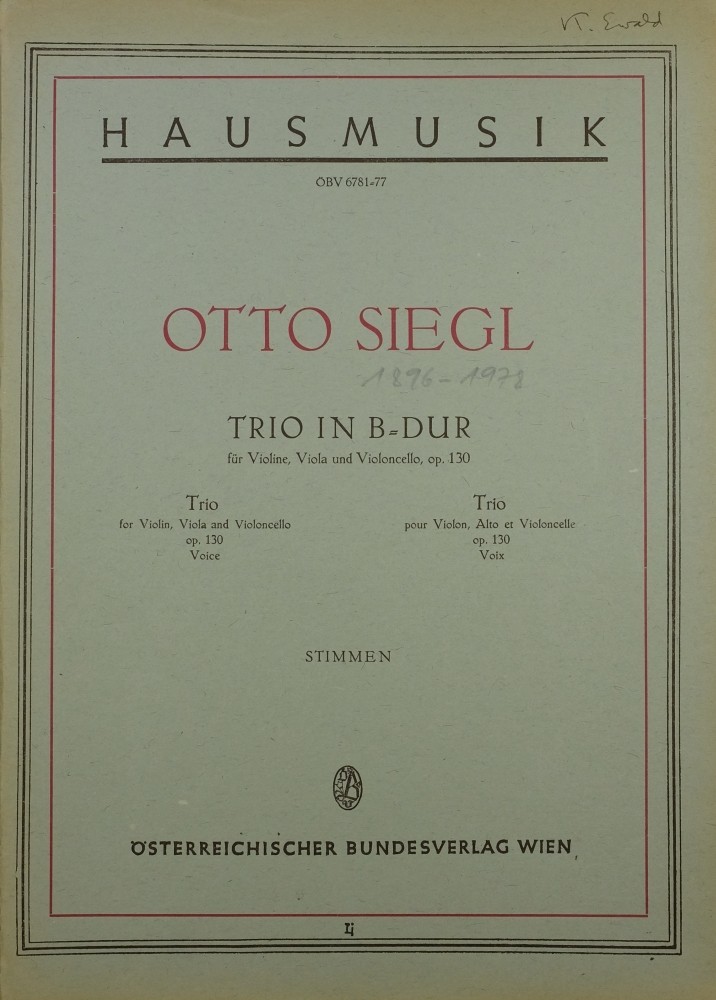 Ewald
HAUSMUSIK
ÖBV 6781-77
OTTO SIEGL
1896-1978
TRIO IN B-DUR
für Violine, Viola und Violoncello, op. 130
Trio
for Violin, Viola and Violoncello
op. 130
Voice
Trio
pour Violon, Alto et Violoncelle
op. 130
Voix
STIMMEN
ÖSTERREICHISCHER BUNDESVERLAG WIEN